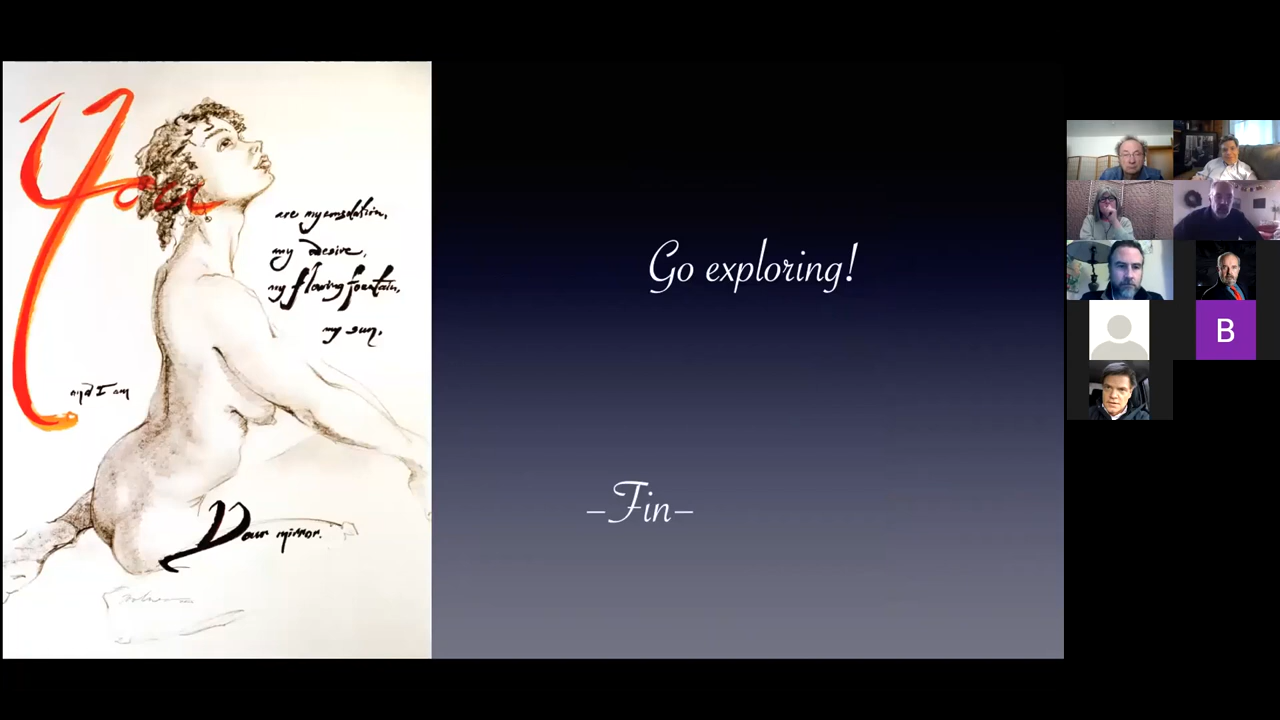 You
are my consolation,
my desire,
my flowing fountain,
my sun,
and I am
Your mirror.
Go exploring!
–Fin–
B